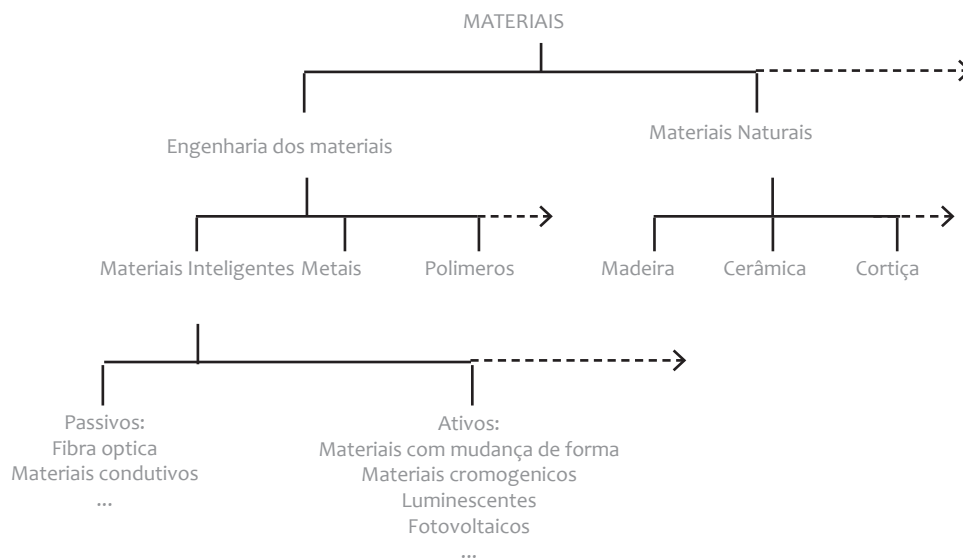 MATERIAIS
Engenharia dos materiais
Materiais Naturais
Materiais Inteligentes
Metais
Polimeros
Madeira
Cerâmica
Cortiça
Passivos:
Fibra optica
Materiais condutivos
...
Ativos:
Materiais com mudança de forma
Materiais cromogenicos
Luminescentes
Fotovoltaicos
...